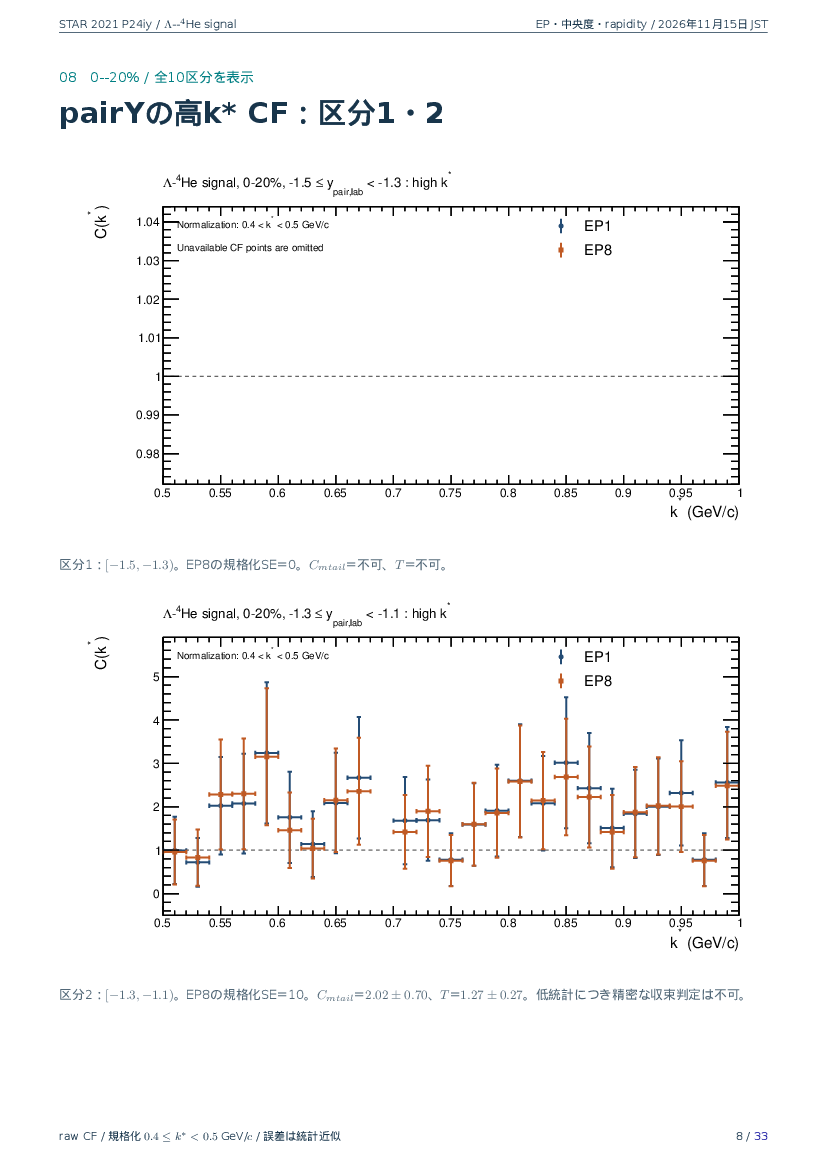 STAR 2021 P24iy / Λ--⁴He signal EP・中央度・rapidity / 2026年11月15日 JST
08 0--20% / 全10区分を表示
pairYの高k* CF：区分1・2
Λ-⁴He signal, 0-20%, -1.5 ≤ y_pair,lab < -1.3 : high k*
C(k*)
Normalization: 0.4 < k* < 0.5 GeV/c
Unavailable CF points are omitted
EP1
EP8
1.04
1.03
1.02
1.01
1
0.99
0.98
0.5 0.55 0.6 0.65 0.7 0.75 0.8 0.85 0.9 0.95 1
k* (GeV/c)
区分1：[−1.5, −1.3)。EP8の規格化SE=0。C_mtail=不可、T=不可。
Λ-⁴He signal, 0-20%, -1.3 ≤ y_pair,lab < -1.1 : high k*
C(k*)
Normalization: 0.4 < k* < 0.5 GeV/c
EP1
EP8
5
4
3
2
1
0
0.5 0.55 0.6 0.65 0.7 0.75 0.8 0.85 0.9 0.95 1
k* (GeV/c)
区分2：[−1.3, −1.1)。EP8の規格化SE=10。C_mtail=2.02 ± 0.70、T=1.27 ± 0.27。低統計につき精密な収束判定は不可。
raw CF / 規格化 0.4 ≤ k* < 0.5 GeV/c / 誤差は統計近似 8 / 33